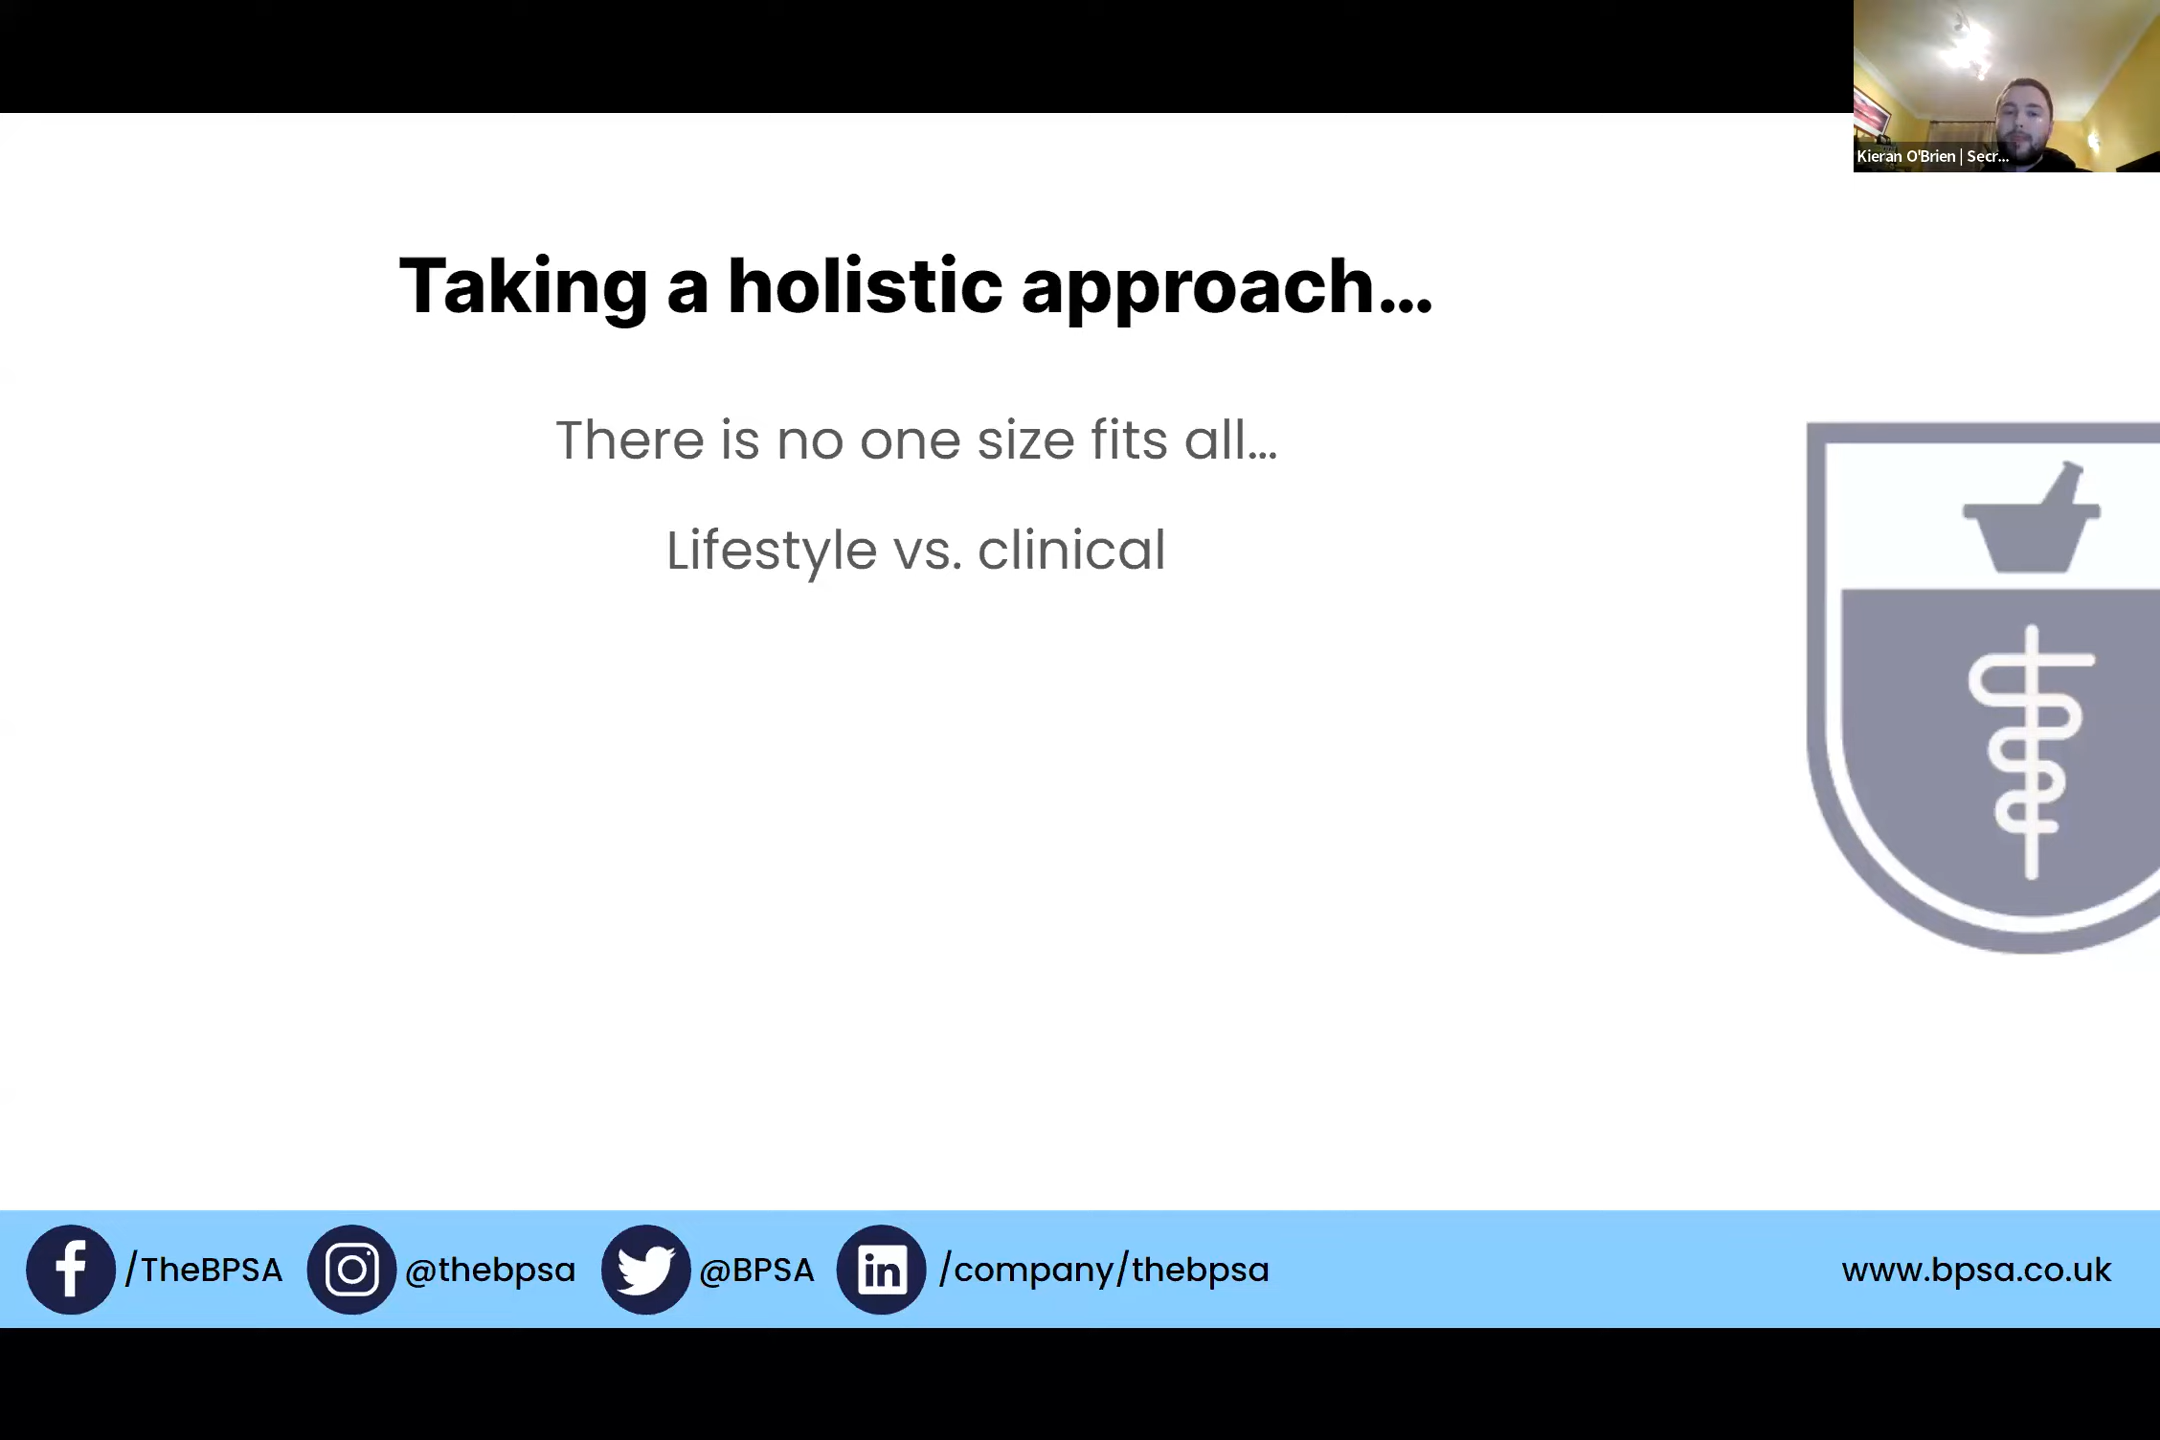 Kieran O'Brien | Secr...
Taking a holistic approach...
There is no one size fits all...
Lifestyle vs. clinical
/TheBPSA
@thebpsa
@BPSA
/company/thebpsa
www.bpsa.co.uk